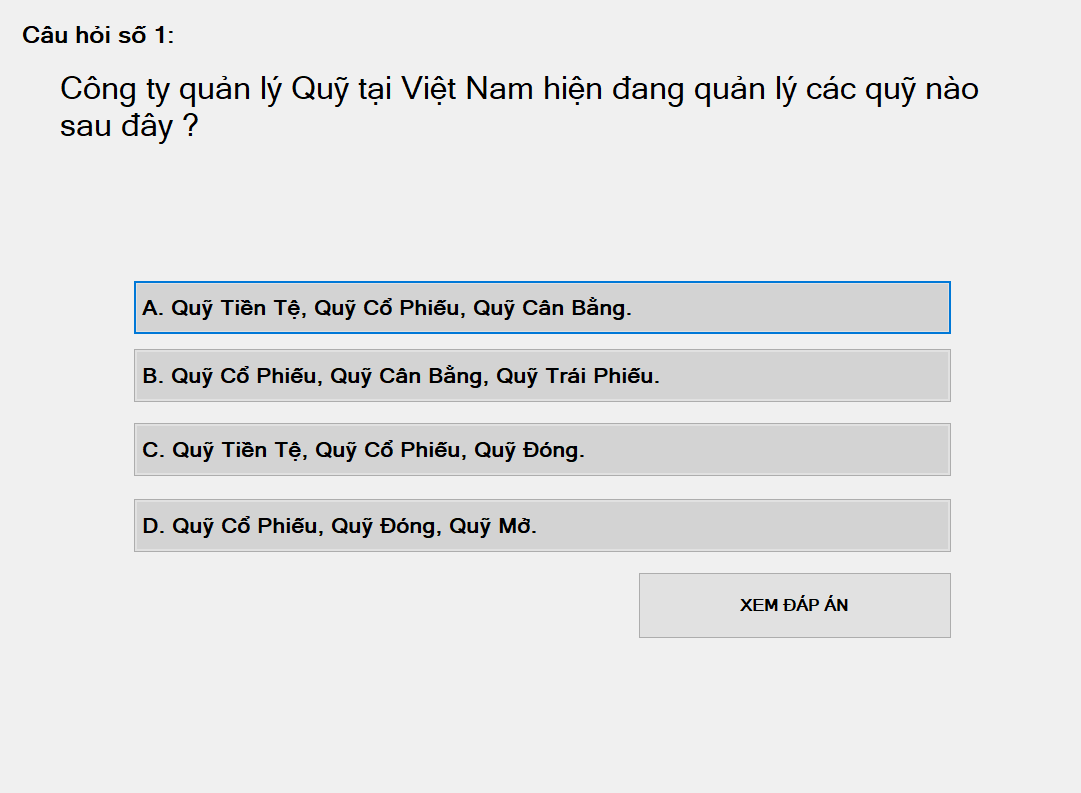 Câu hỏi số 1:
Công ty quản lý Quỹ tại Việt Nam hiện đang quản lý các quỹ nào
sau đây ?
A. Quỹ Tiền Tệ, Quỹ Cổ Phiếu, Quỹ Cân Bằng.
B. Quỹ Cổ Phiếu, Quỹ Cân Bằng, Quỹ Trái Phiếu.
C. Quỹ Tiền Tệ, Quỹ Cổ Phiếu, Quỹ Đóng.
D. Quỹ Cổ Phiếu, Quỹ Đóng, Quỹ Mở.
XEM ĐÁP ÁN